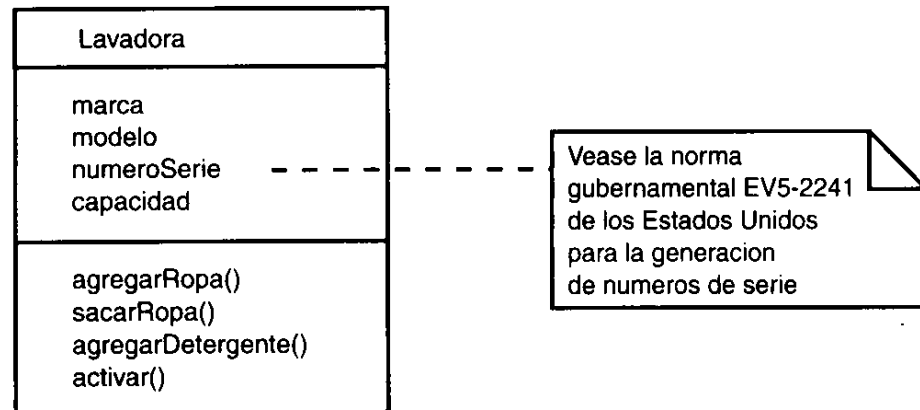 Lavadora
marca
modelo
numeroSerie
capacidad
agregarRopa()
sacarRopa()
agregarDetergente()
activar()
Vease la norma
gubernamental EV5-2241
de los Estados Unidos
para la generacion
de numeros de serie